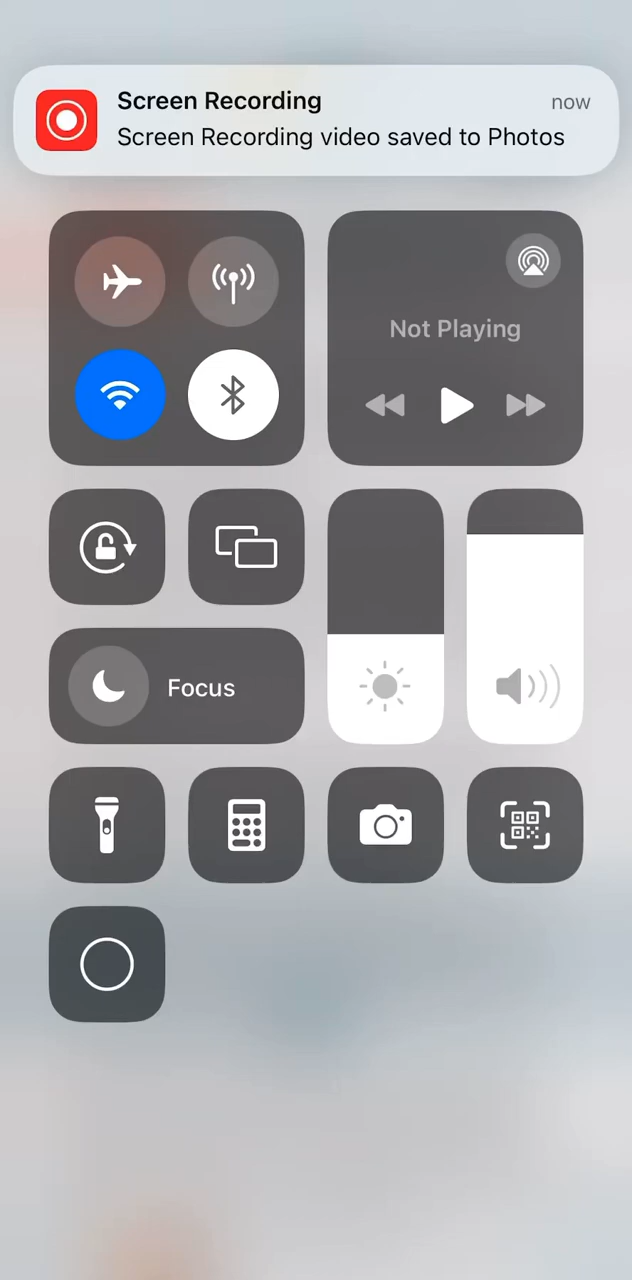 Screen Recording
now
Screen Recording video saved to Photos
Not Playing
Focus